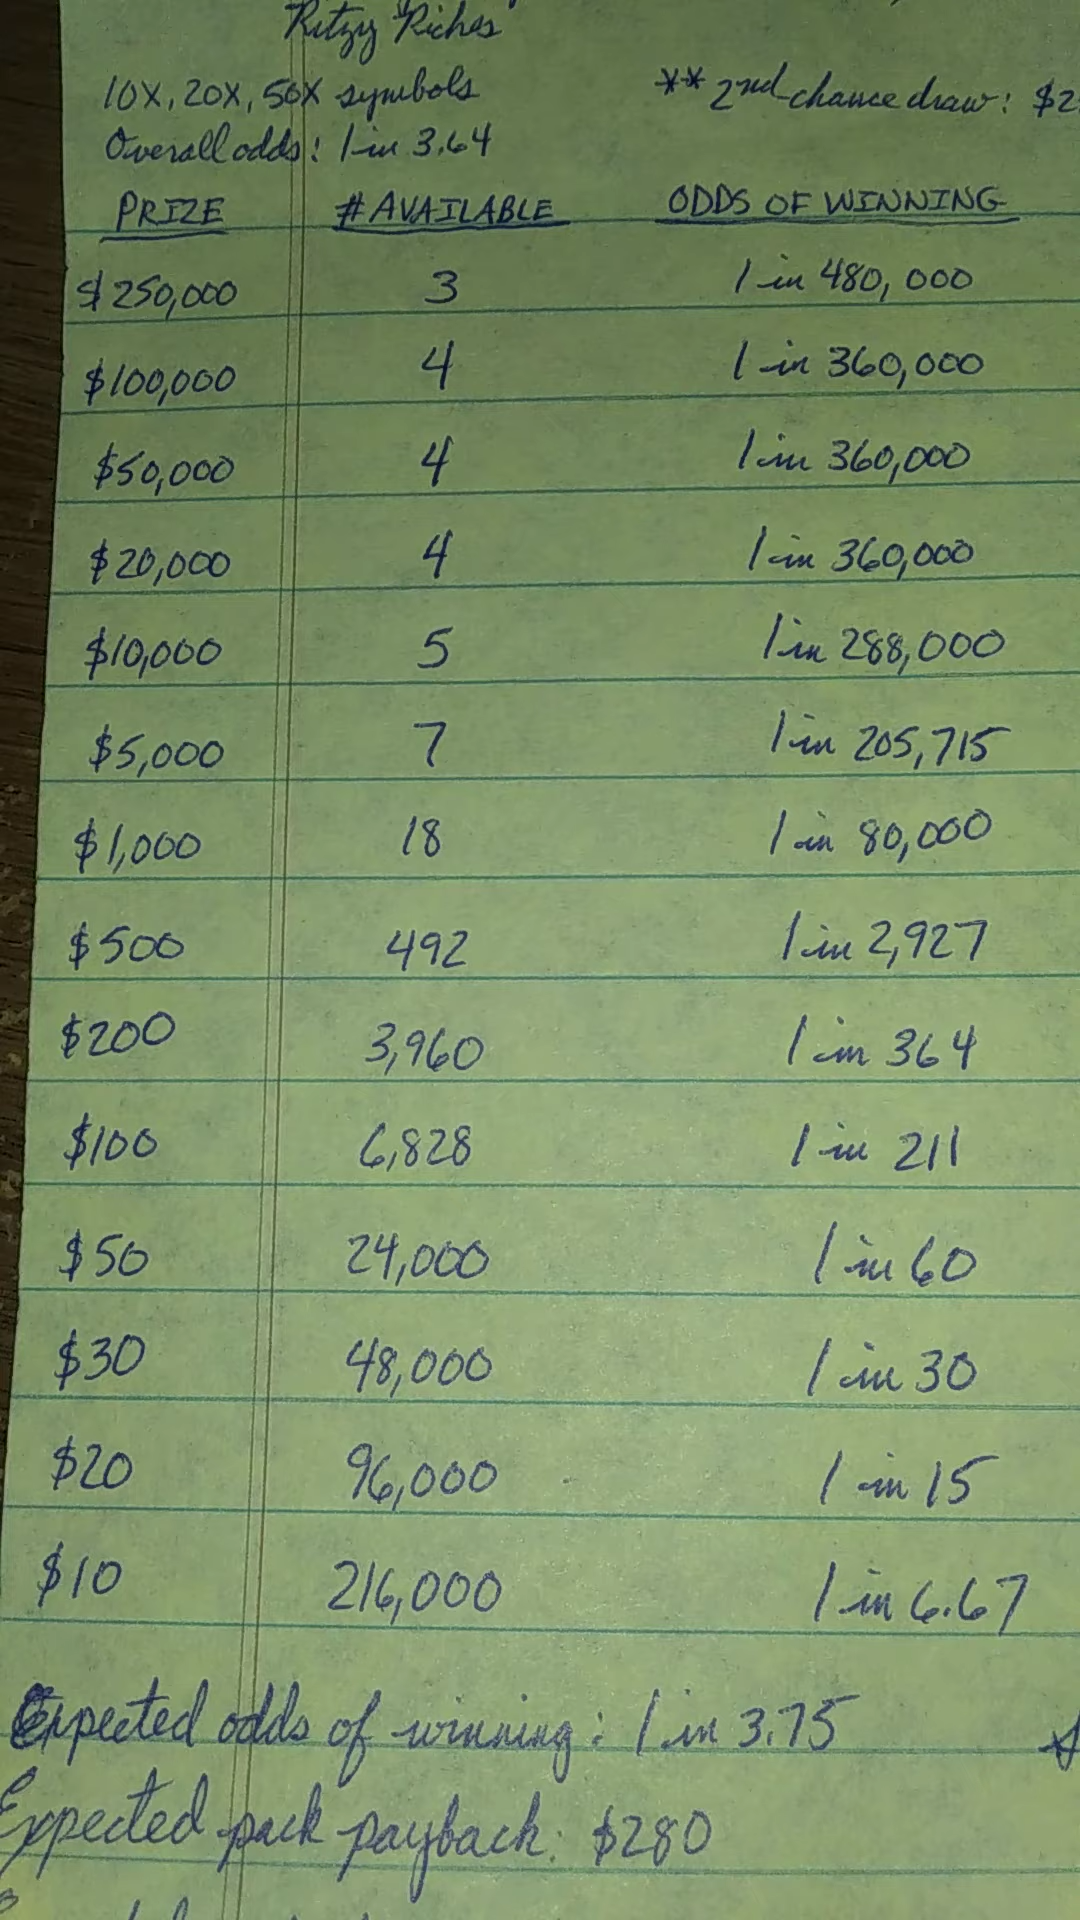 Ritzy Riches
10X, 20X, 50X symbols
** 2nd-chance draw: $2
Overall odds: 1 in 3.64
PRIZE # AVAILABLE ODDS OF WINNING
$250,000 3 1 in 480,000
$100,000 4 1 in 360,000
$50,000 4 1 in 360,000
$20,000 4 1 in 360,000
$10,000 5 1 in 288,000
$5,000 7 1 in 205,715
$1,000 18 1 in 80,000
$500 492 1 in 2,927
$200 3,960 1 in 364
$100 6,828 1 in 211
$50 24,000 1 in 60
$30 48,000 1 in 30
$20 96,000 1 in 15
$10 216,000 1 in 6.67
Expected odds of winning: 1 in 3.75
Expected pack payback: $280